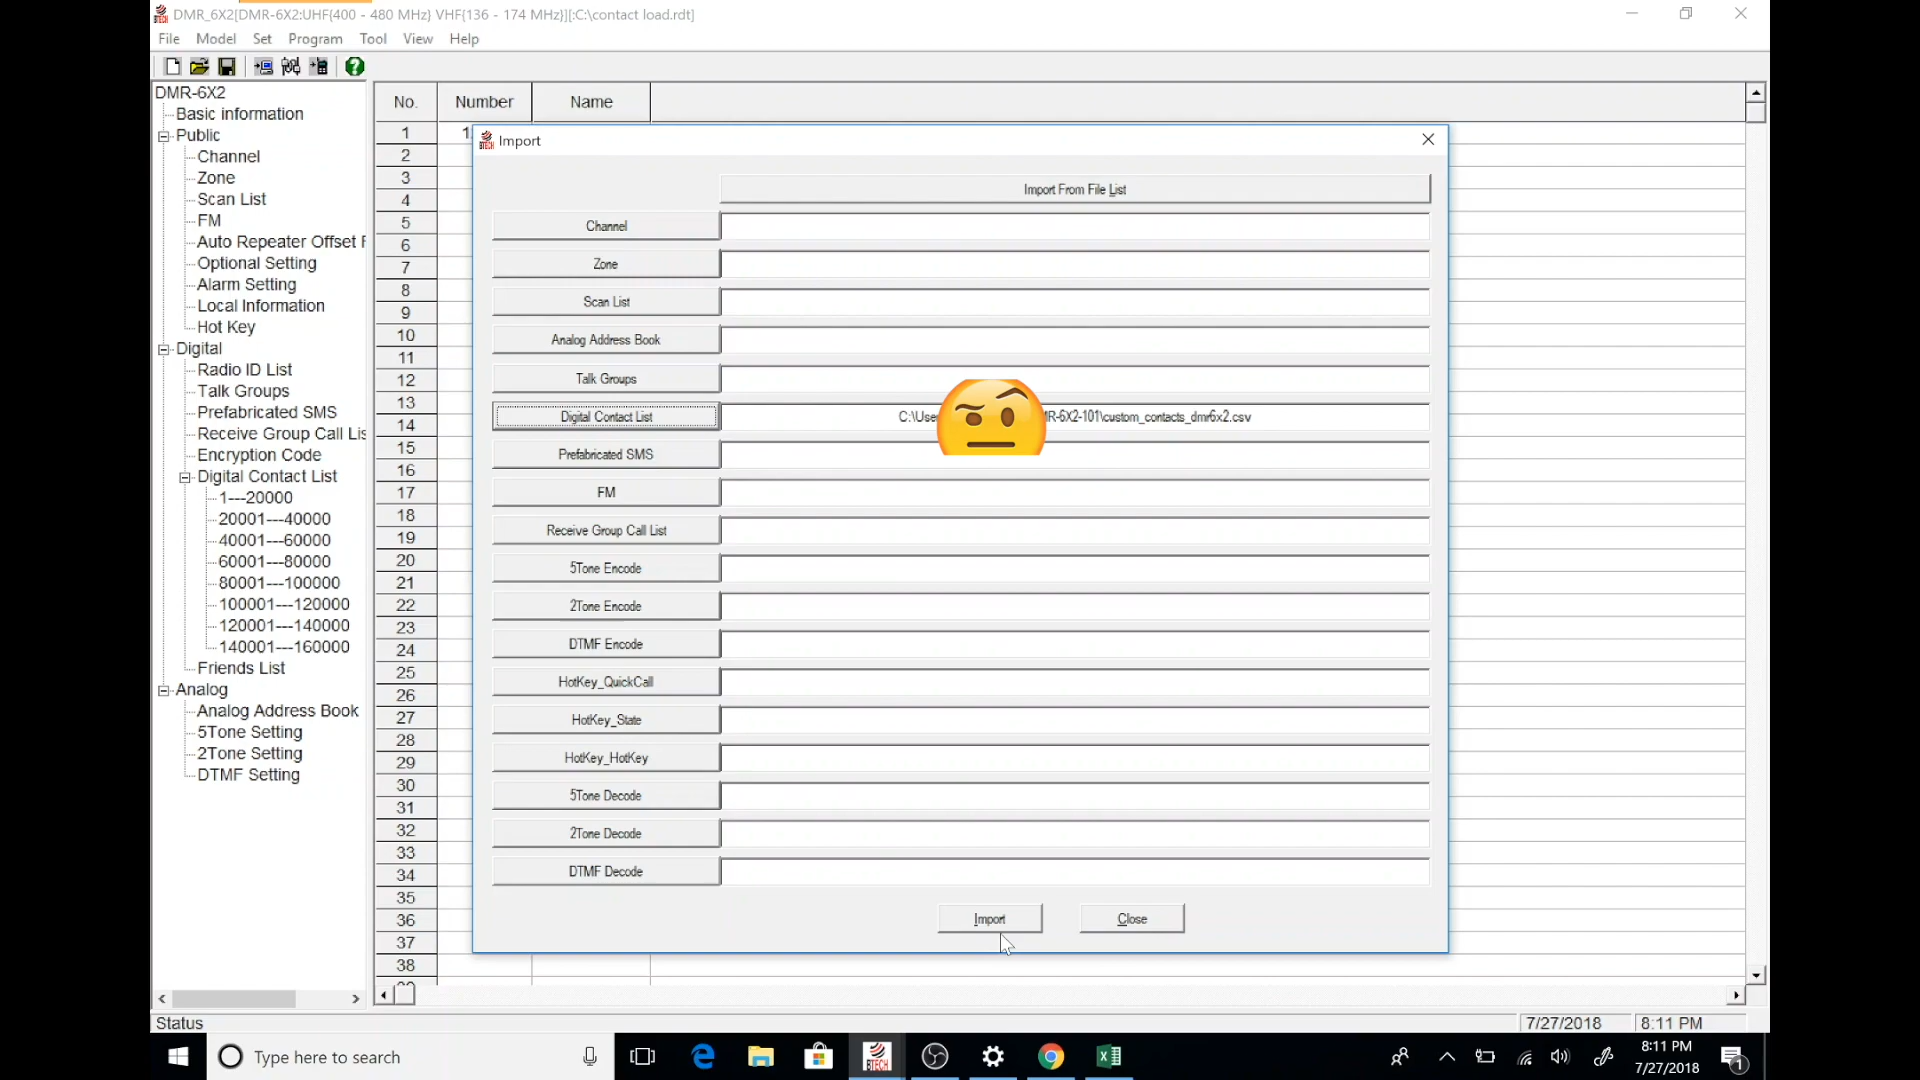 DMR_6X2[DMR-6X2:UHF{400 - 480 MHz} VHF{136 - 174 MHz}][:C:\contact load.rdt]
File Model Set Program Tool View Help
DMR-6X2
Basic information
Public
Channel
Zone
Scan List
FM
Auto Repeater Offset F
Optional Setting
Alarm Setting
Local Information
Hot Key
Digital
Radio ID List
Talk Groups
Prefabricated SMS
Receive Group Call Lis
Encryption Code
Digital Contact List
1---20000
20001---40000
40001---60000
60001---80000
80001---100000
100001---120000
120001---140000
140001---160000
Friends List
Analog
Analog Address Book
5Tone Setting
2Tone Setting
DTMF Setting
No. Number Name
1 1
2
3
4
5
6
7
8
9
10
11
12
13
14
15
16
17
18
19
20
21
22
23
24
25
26
27
28
29
30
31
32
33
34
35
36
37
38
BTECH Import
Import From File List
Channel
Zone
Scan List
Analog Address Book
Talk Groups
Digital Contact List C:\User MR-6X2-101\custom_contacts_dmr6x2.csv
Prefabricated SMS
FM
Receive Group Call List
5Tone Encode
2Tone Encode
DTMF Encode
HotKey_QuickCall
HotKey_State
HotKey_HotKey
5Tone Decode
2Tone Decode
DTMF Decode
Import Close
Status 7/27/2018 8:11 PM
Type here to search
BTECH
8:11 PM
7/27/2018
1